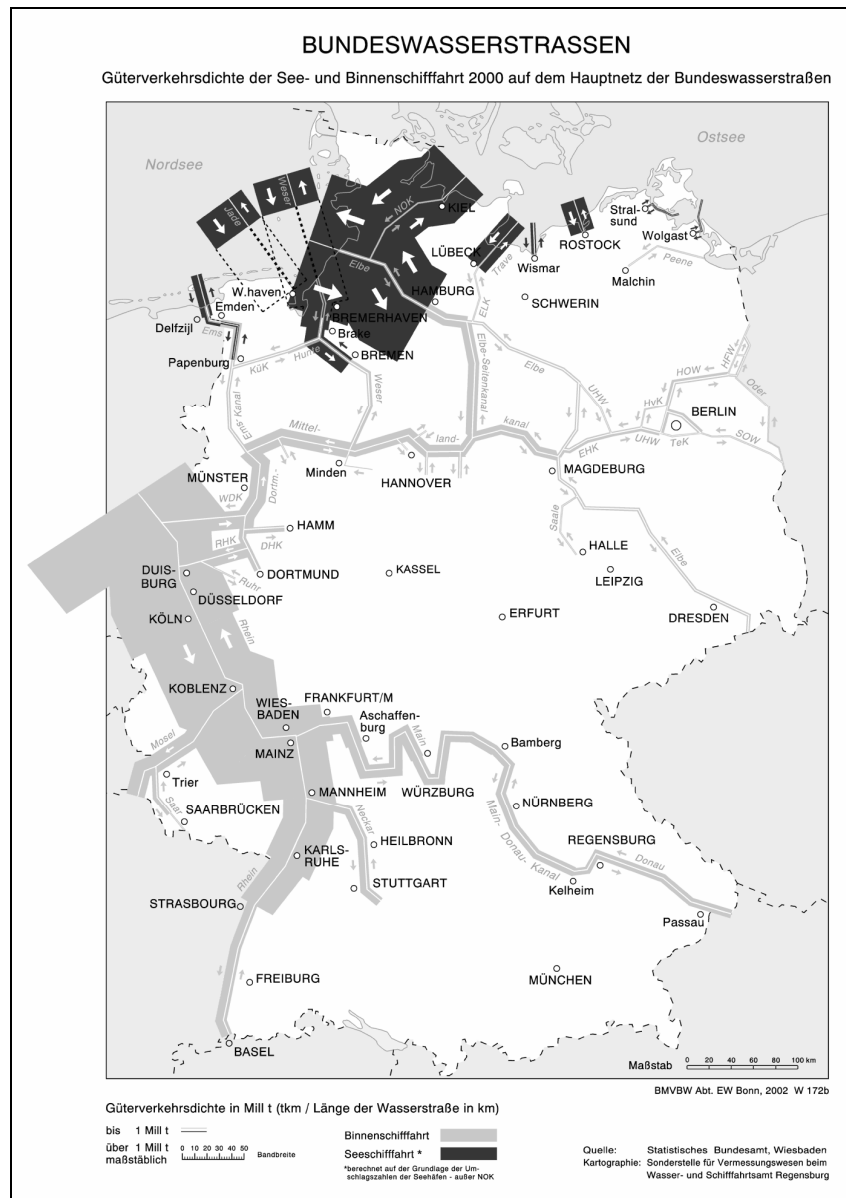 BUNDESWASSERSTRASSEN
Güterverkehrsdichte der See- und Binnenschifffahrt 2000 auf dem Hauptnetz der Bundeswasserstraßen
Nordsee
Ostsee
Jade
Weser
NOK
KIEL
Elbe
LÜBECK
Trave
Wismar
ROSTOCK
Stral-
sund
Wolgast
Peene
Malchin
W.haven
Emden
Delfzijl
Ems
HAMBURG
SCHWERIN
BREMERHAVEN
Brake
BREMEN
Papenburg
KüK
Hunte
ELK
Elbe-Seitenkanal
Elbe
Weser
Ems-Kanal
UHW
HOW
HFW
Oder
HvK
BERLIN
Mittel-
land-
kanal
EHK
UHW
TeK
SOW
Minden
HANNOVER
MAGDEBURG
MÜNSTER
WDK
Dortm.-
HAMM
RHK
DHK
Saale
HALLE
LEIPZIG
Elbe
DUIS-
BURG
DORTMUND
Ruhr
KASSEL
DÜSSELDORF
KÖLN
Rhein
ERFURT
DRESDEN
KOBLENZ
WIES-
BADEN
FRANKFURT/M
Aschaffen-
burg
Main
Bamberg
Mosel
MAINZ
Trier
Saar
MANNHEIM
WÜRZBURG
NÜRNBERG
SAARBRÜCKEN
Neckar
HEILBRONN
Main-Donau-Kanal
REGENSBURG
KARLS-
RUHE
Rhein
STUTTGART
Donau
Kelheim
STRASBOURG
Passau
FREIBURG
MÜNCHEN
BASEL
Maßstab
0 20 40 60 80 100 km
BMVBW Abt. EW Bonn, 2002 W 172b
Güterverkehrsdichte in Mill t (tkm / Länge der Wasserstraße in km)
bis 1 Mill t
über 1 Mill t
maßstäblich
0 10 20 30 40 50
Bandbreite
Binnenschifffahrt
Seeschifffahrt *
*berechnet auf der Grundlage der Um-
schlagszahlen der Seehäfen - außer NOK
Quelle: Statistisches Bundesamt, Wiesbaden
Kartographie: Sonderstelle für Vermessungswesen beim
Wasser- und Schifffahrtsamt Regensburg